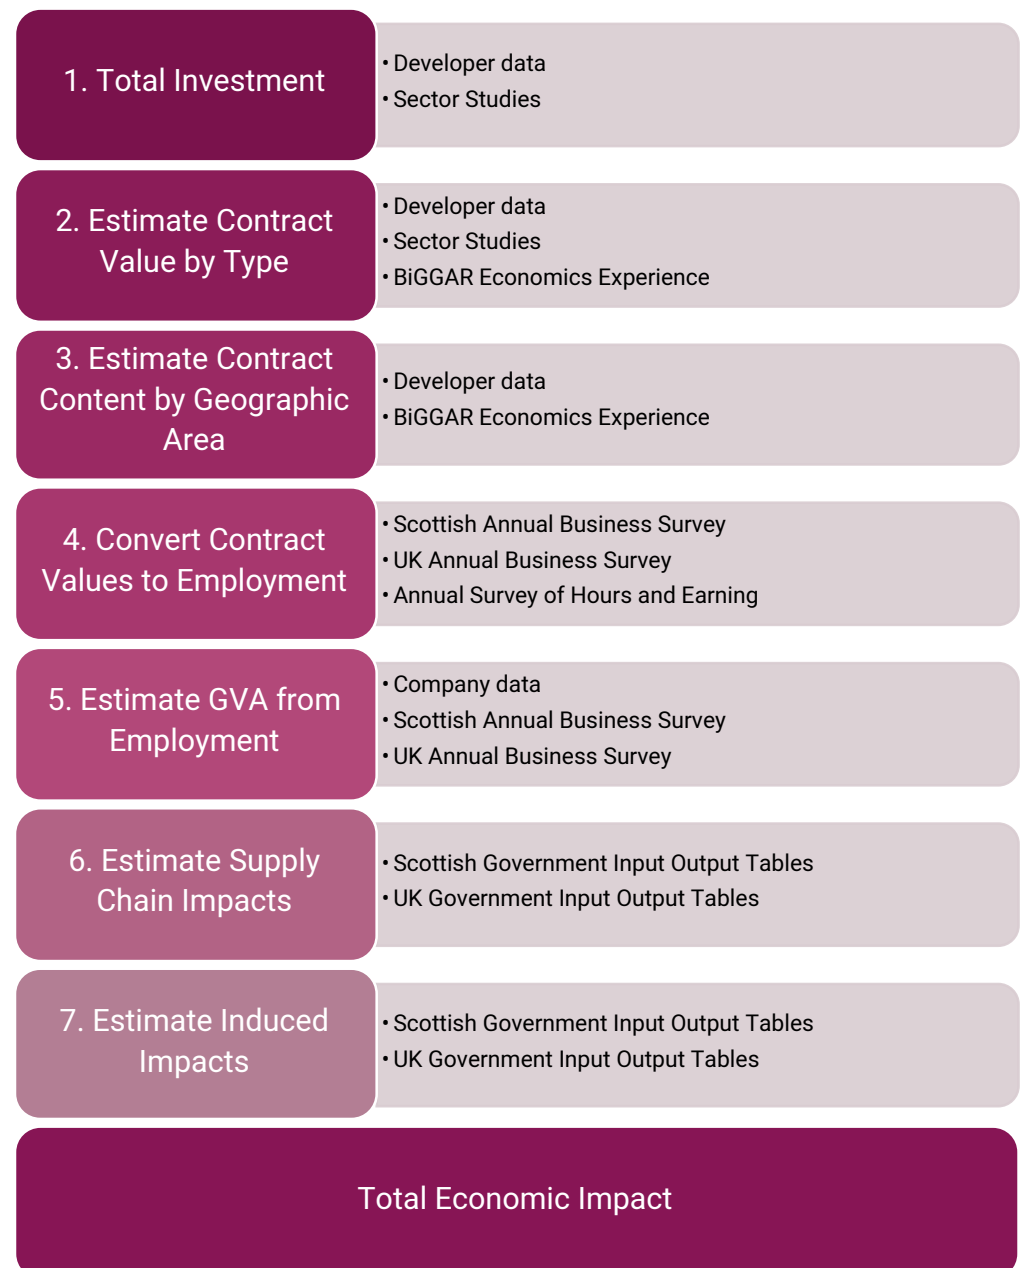 1. Total Investment
• Developer data
• Sector Studies
2. Estimate Contract
Value by Type
• Developer data
• Sector Studies
• BiGGAR Economics Experience
3. Estimate Contract
Content by Geographic
Area
• Developer data
• BiGGAR Economics Experience
4. Convert Contract
Values to Employment
• Scottish Annual Business Survey
• UK Annual Business Survey
• Annual Survey of Hours and Earning
5. Estimate GVA from
Employment
• Company data
• Scottish Annual Business Survey
• UK Annual Business Survey
6. Estimate Supply
Chain Impacts
• Scottish Government Input Output Tables
• UK Government Input Output Tables
7. Estimate Induced
Impacts
• Scottish Government Input Output Tables
• UK Government Input Output Tables
Total Economic Impact